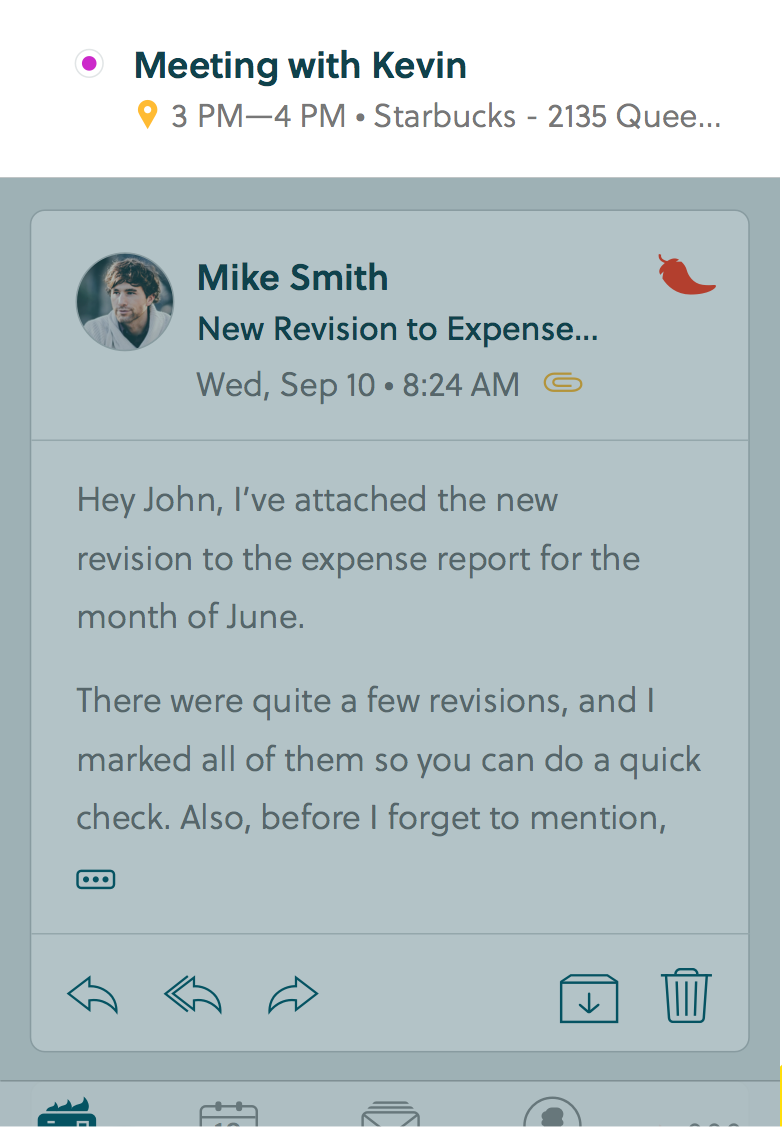 Meeting with Kevin
3 PM—4 PM • Starbucks - 2135 Quee...
Mike Smith
New Revision to Expense...
Wed, Sep 10 • 8:24 AM
Hey John, I've attached the new
revision to the expense report for the
month of June.
There were quite a few revisions, and I
marked all of them so you can do a quick
check. Also, before I forget to mention,